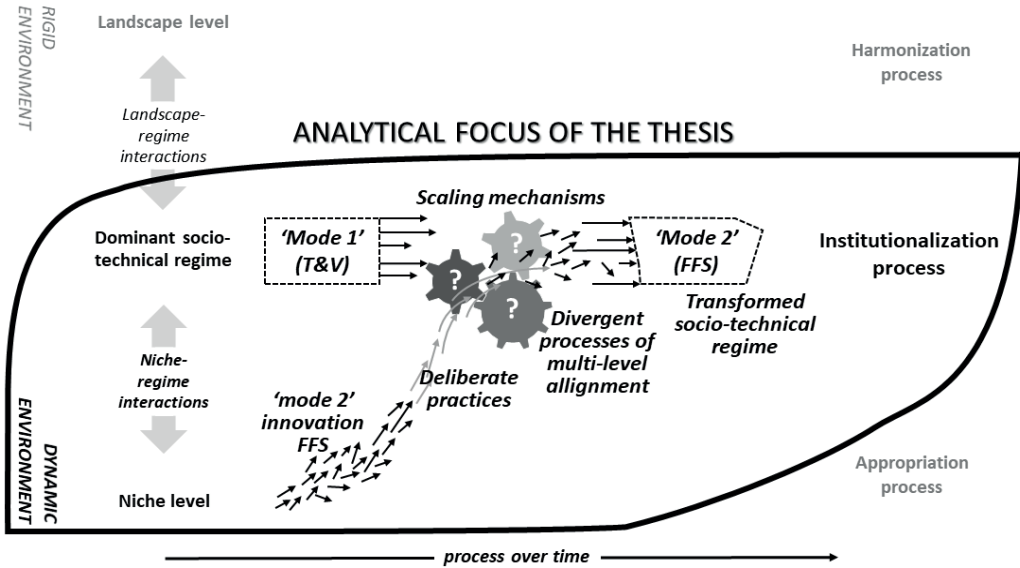 RIGID
ENVIRONMENT
Landscape level
Harmonization
process
Landscape-
regime
interactions
ANALYTICAL FOCUS OF THE THESIS
Scaling mechanisms
Dominant socio-
technical regime
‘Mode 1’
(T&V)
?
?
?
‘Mode 2’
(FFS)
Institutionalization
process
Transformed
socio-technical
regime
Divergent
processes of
multi-level
allignment
Niche-
regime
interactions
Deliberate
practices
‘mode 2’
innovation
FFS
DYNAMIC
ENVIRONMENT
Niche level
Appropriation
process
process over time